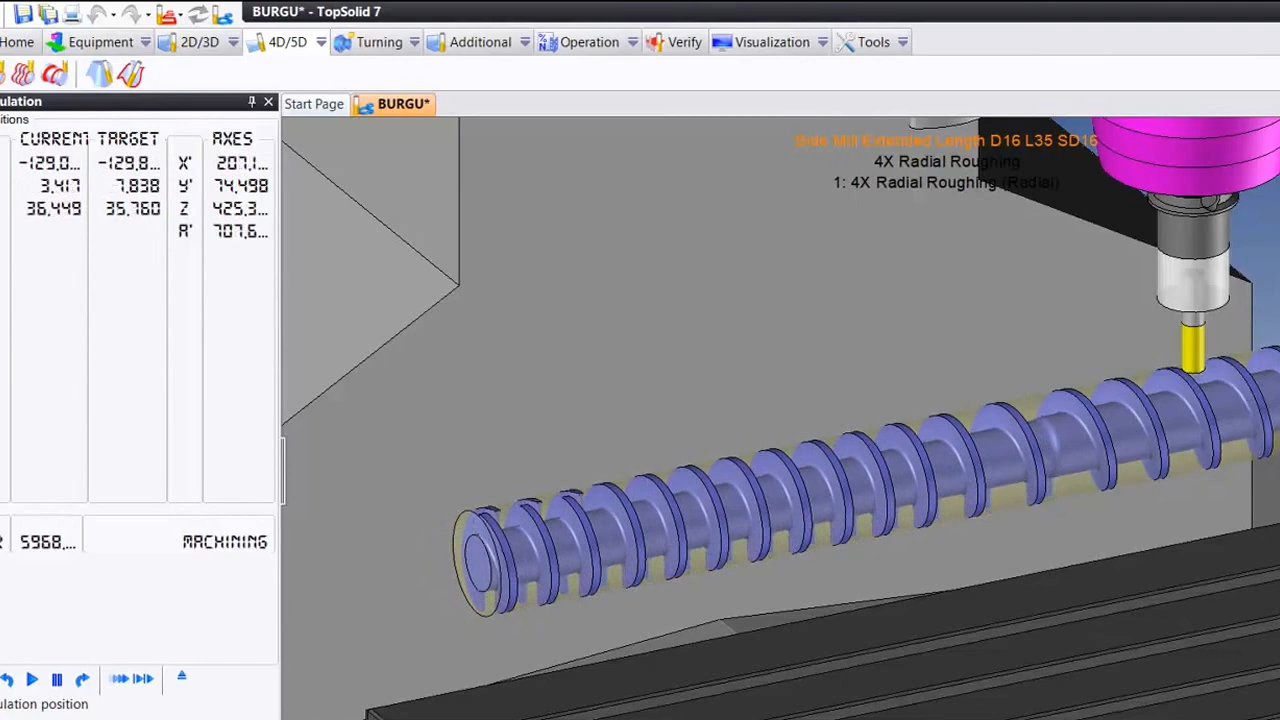 BURGU* - TopSolid 7
Home Equipment 2D/3D 4D/5D Turning Additional Operation Verify Visualization Tools
ulation
Start Page BURGU*
itions
CURRENT TARGET AXES
-129,0... -129,8... X' 207,1...
3,417 7,838 Y' 74,498
36,449 35,760 Z 425,3...
A' 707,6...
Side Mill Extended Length D16 L35 SD16
4X Radial Roughing
1: 4X Radial Roughing (Radial)
5968,... MACHINING
ulation position